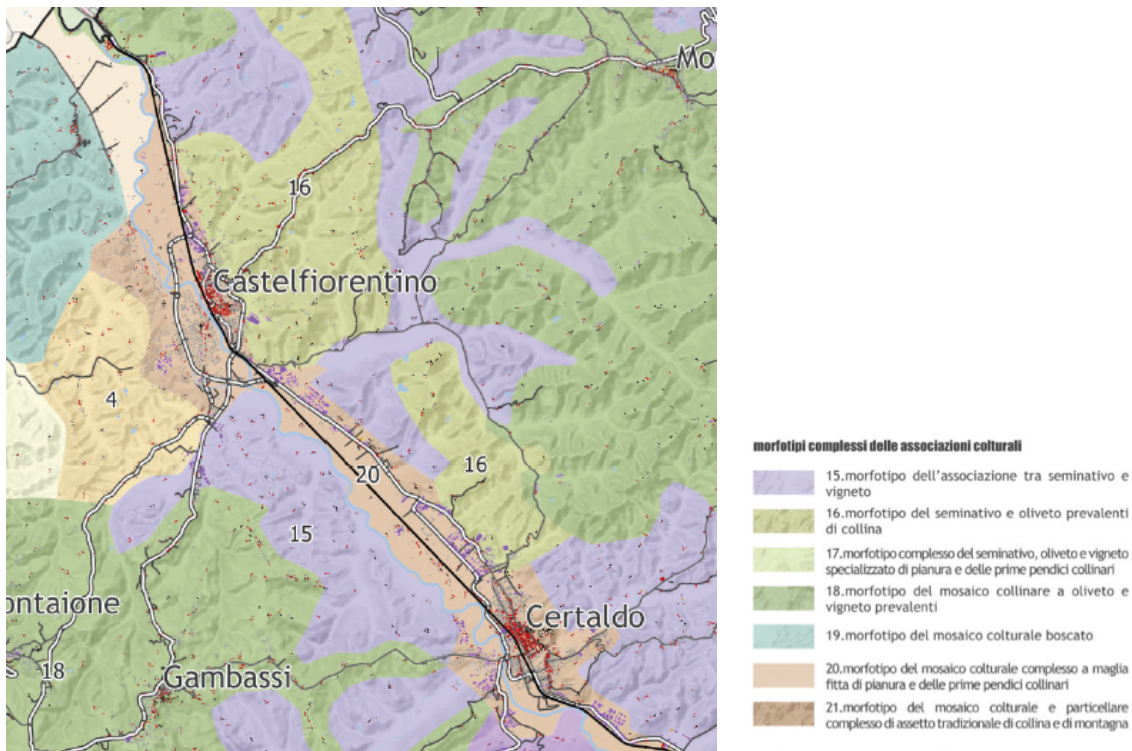 Mo
16
Castelfiorentino
4
16
20
15
ontaione
Certaldo
18
Gambassi
morfotipi complessi delle associazioni colturali
15.morfotipo dell'associazione tra seminativo e
vigneto
16.morfotipo del seminativo e oliveto prevalenti
di collina
17.morfotipo complesso del seminativo, oliveto e vigneto
specializzato di pianura e delle prime pendici collinari
18.morfotipo del mosaico collinare a oliveto e
vigneto prevalenti
19.morfotipo del mosaico colturale boscato
20.morfotipo del mosaico colturale complesso a maglia
fitta di pianura e delle prime pendici collinari
21.morfotipo del mosaico colturale e particellare
complesso di assetto tradizionale di collina e di montagna